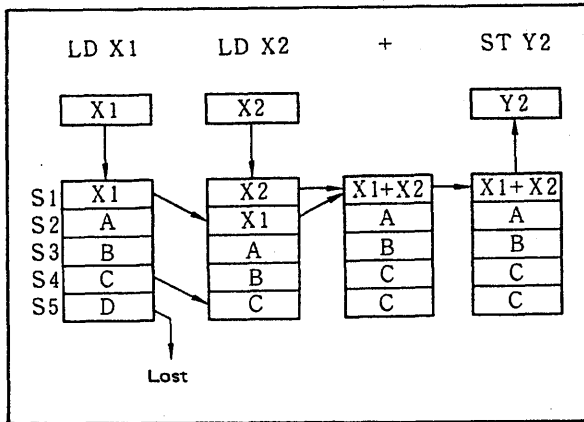 LD X1 LD X2 + ST Y2
X1 X2 Y2
S1 X1 X2 X1+X2 X1+X2
S2 A X1 A A
S3 B A B B
S4 C B C C
S5 D C C C
Lost